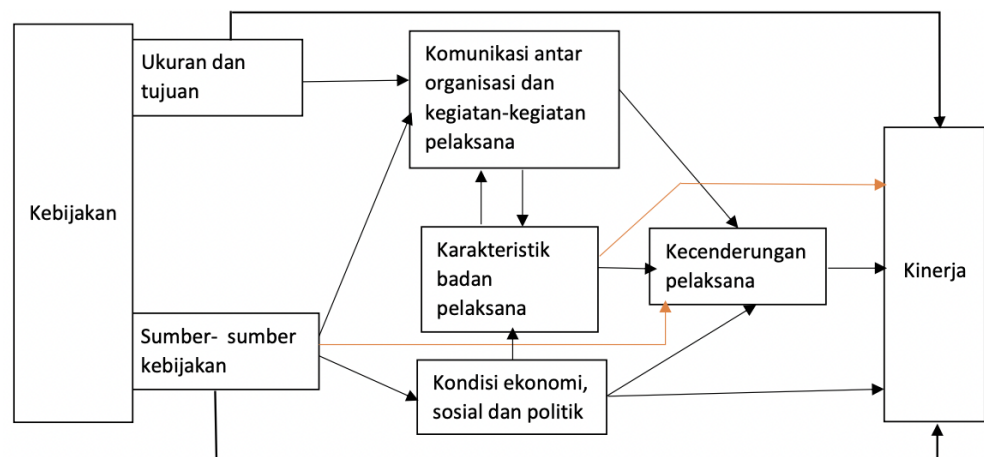 Kebijakan
Ukuran dan
tujuan
Sumber- sumber
kebijakan
Komunikasi antar
organisasi dan
kegiatan-kegiatan
pelaksana
Karakteristik
badan
pelaksana
Kondisi ekonomi,
sosial dan politik
Kecenderungan
pelaksana
Kinerja